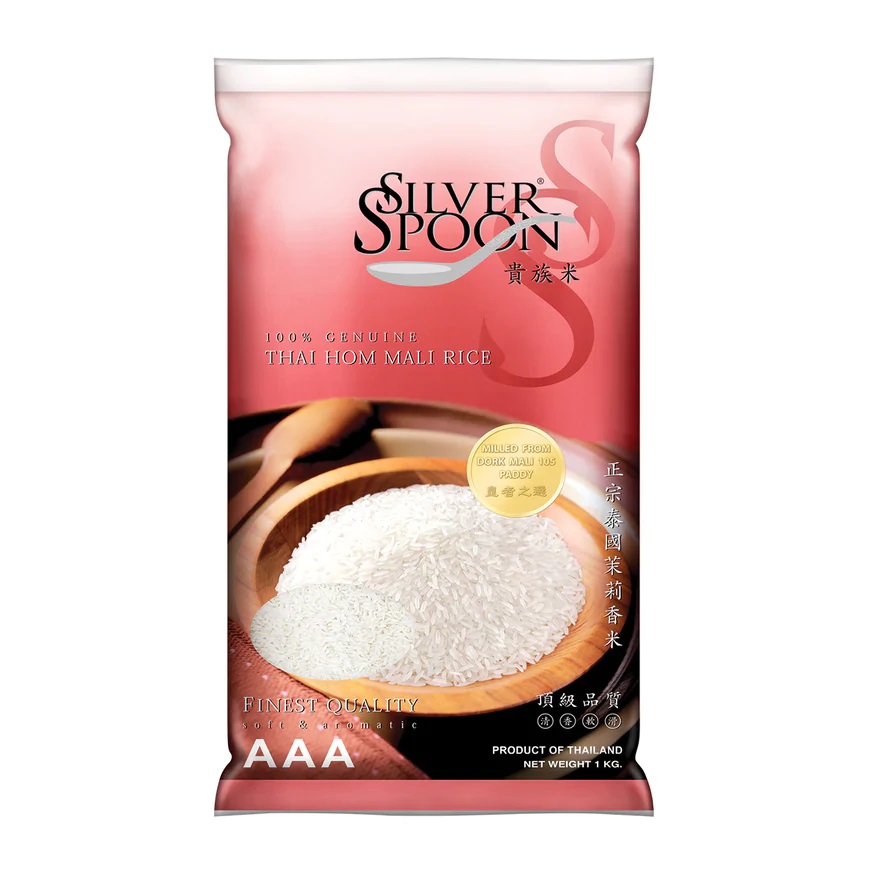 SILVER®
SPOON
貴族米
100% GENUINE
THAI HOM MALI RICE
MILLED FROM
DORK MALI 105
PADDY
皇者之選
正宗泰國茉莉香米
FINEST QUALITY
soft & aromatic
AAA
頂級品質
清香軟滑
PRODUCT OF THAILAND
NET WEIGHT 1 KG.